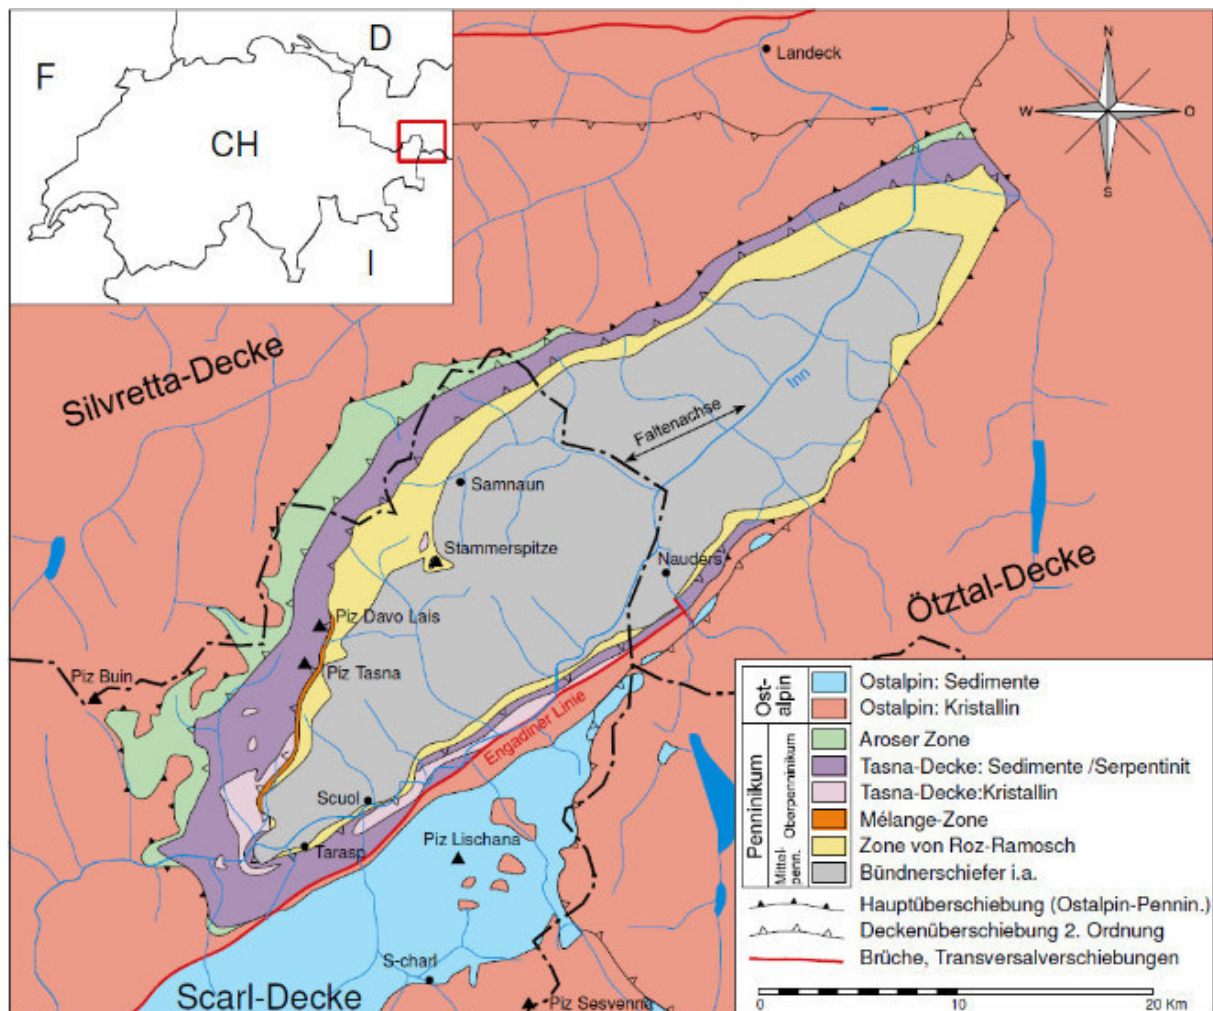 D
F
CH
I
Landeck
N
W
O
S
Silvretta-Decke
Inn
Faltenachse
Samnaun
Stammerspitze
Nauders
Ötztal-Decke
Piz Davo Lais
Piz Tasna
Piz Buin
Engadiner Linie
Scuol
Tarasp
Piz Lischana
S-charl
Scarl-Decke
Piz Sesvenna
Ost-
alpin
Ostalpin: Sedimente
Ostalpin: Kristallin
Penninikum
Oberpenninikum
Mittel-
penn.
Aroser Zone
Tasna-Decke: Sedimente /Serpentinit
Tasna-Decke:Kristallin
Mélange-Zone
Zone von Roz-Ramosch
Bündnerschiefer i.a.
Hauptüberschiebung (Ostalpin-Pennin.)
Deckenüberschiebung 2. Ordnung
Brüche, Transversalverschiebungen
0 10 20 Km